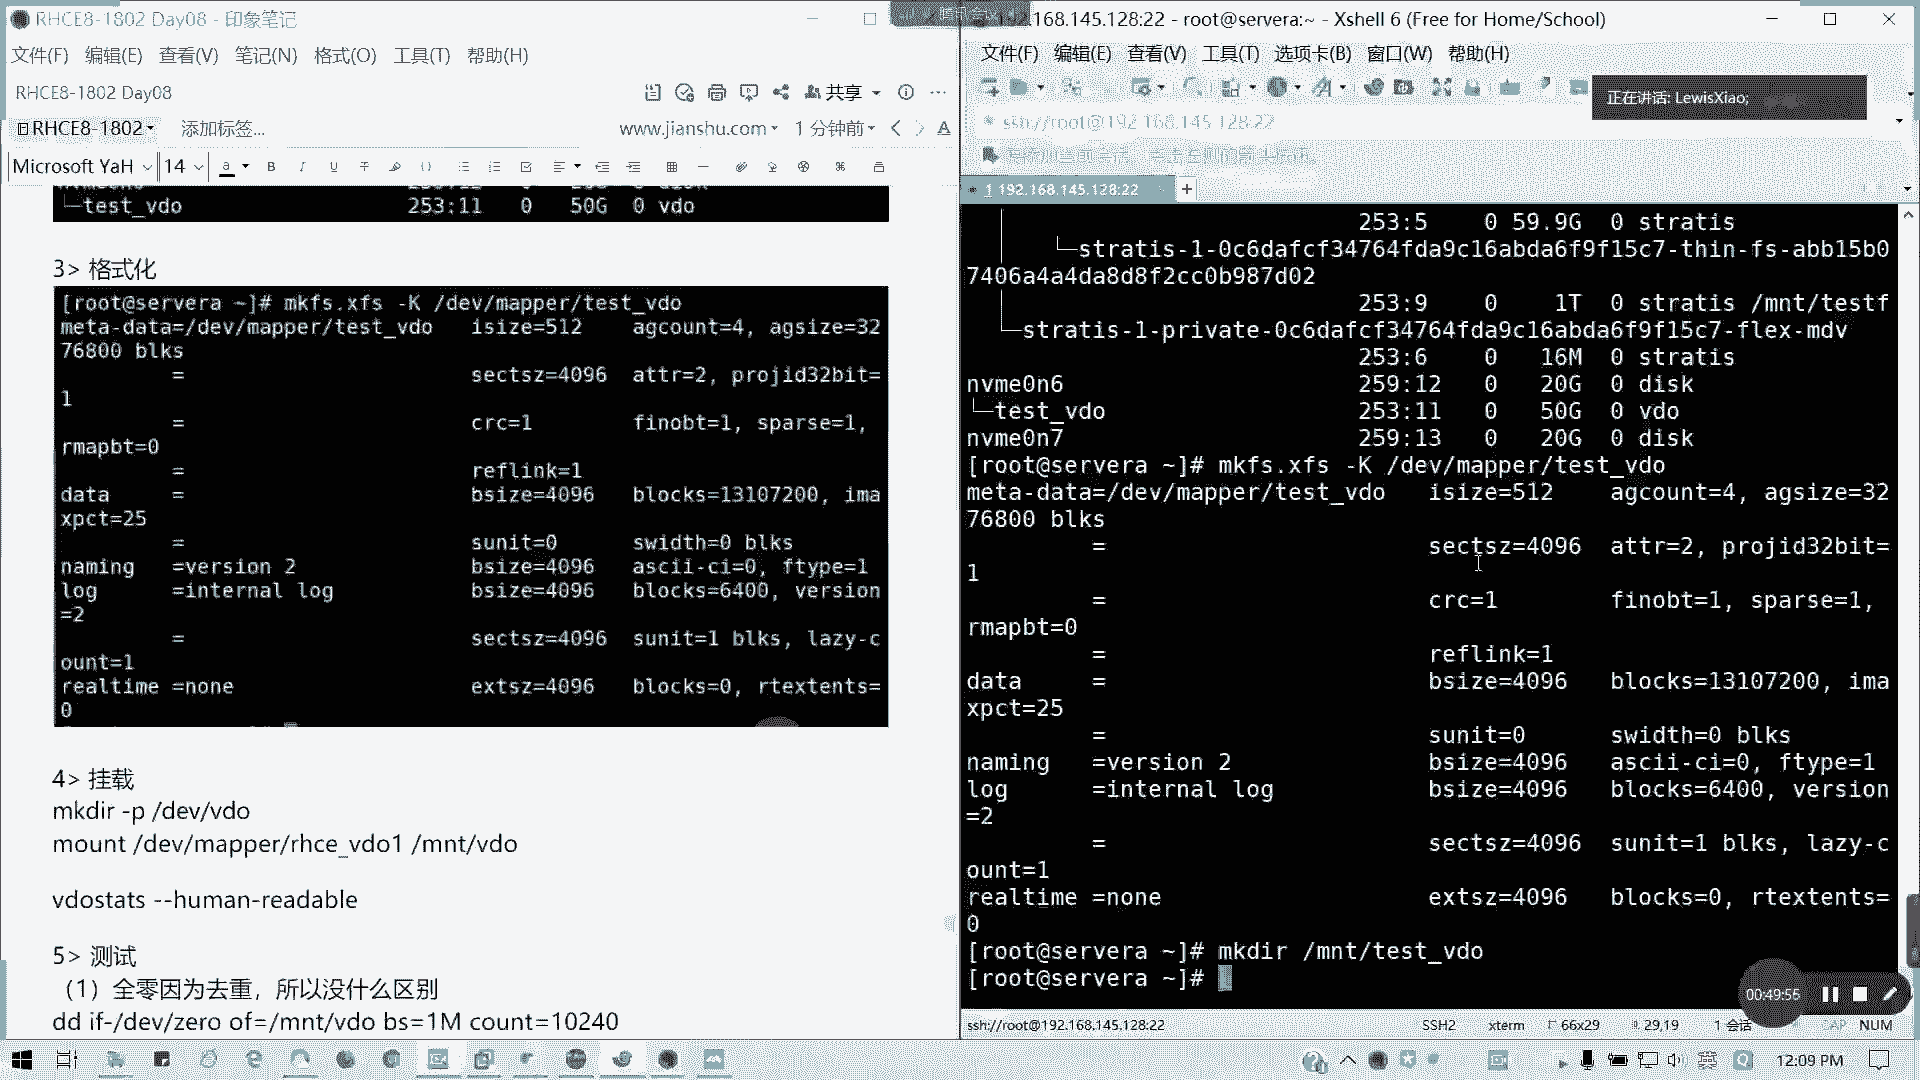 RHCE8-1802 Day08 - 印象笔记
文件(F) 编辑(E) 查看(V) 笔记(N) 格式(O) 工具(T) 帮助(H)
RHCE8-1802 Day08
共享
RHCE8-1802
添加标签...
www.jianshu.com
1 分钟前
Microsoft YaH
14
└─test_vdo 253:11 0 50G 0 vdo
3> 格式化
[root@servera ~]# mkfs.xfs -K /dev/mapper/test_vdo
meta-data=/dev/mapper/test_vdo isize=512 agcount=4, agsize=32
76800 blks
= sectsz=4096 attr=2, projid32bit=
1
= crc=1 finobt=1, sparse=1,
rmapbt=0
= reflink=1
data = bsize=4096 blocks=13107200, ima
xpct=25
= sunit=0 swidth=0 blks
naming =version 2 bsize=4096 ascii-ci=0, ftype=1
log =internal log bsize=4096 blocks=6400, version
=2
= sectsz=4096 sunit=1 blks, lazy-c
ount=1
realtime =none extsz=4096 blocks=0, rtextents=
0
4> 挂载
mkdir -p /dev/vdo
mount /dev/mapper/rhce_vdo1 /mnt/vdo
vdostats --human-readable
5> 测试
（1）全零因为去重，所以没什么区别
dd if-/dev/zero of=/mnt/vdo bs=1M count=10240
.168.145.128:22 - root@servera:~ - Xshell 6 (Free for Home/School)
文件(F) 编辑(E) 查看(V) 工具(T) 选项卡(B) 窗口(W) 帮助(H)
正在讲话: LewisXiao;
ssh://root@192.168.145.128:22
1 192.168.145.128:22
253:5 0 59.9G 0 stratis
└─stratis-1-0c6dafcf34764fda9c16abda6f9f15c7-thin-fs-abb15b0
7406a4a4da8d8f2cc0b987d02
253:9 0 1T 0 stratis /mnt/testf
└─stratis-1-private-0c6dafcf34764fda9c16abda6f9f15c7-flex-mdv
253:6 0 16M 0 stratis
nvme0n6 259:12 0 20G 0 disk
└─test_vdo 253:11 0 50G 0 vdo
nvme0n7 259:13 0 20G 0 disk
[root@servera ~]# mkfs.xfs -K /dev/mapper/test_vdo
meta-data=/dev/mapper/test_vdo isize=512 agcount=4, agsize=32
76800 blks
= sectsz=4096 attr=2, projid32bit=
1
= crc=1 finobt=1, sparse=1,
rmapbt=0
= reflink=1
data = bsize=4096 blocks=13107200, ima
xpct=25
= sunit=0 swidth=0 blks
naming =version 2 bsize=4096 ascii-ci=0, ftype=1
log =internal log bsize=4096 blocks=6400, version
=2
= sectsz=4096 sunit=1 blks, lazy-c
ount=1
realtime =none extsz=4096 blocks=0, rtextents=
0
[root@servera ~]# mkdir /mnt/test_vdo
[root@servera ~]#
00:49:55
ssh://root@192.168.145.128:22 SSH2 xterm 66x29 29,19 1 会话 CAP NUM
英
12:09 PM